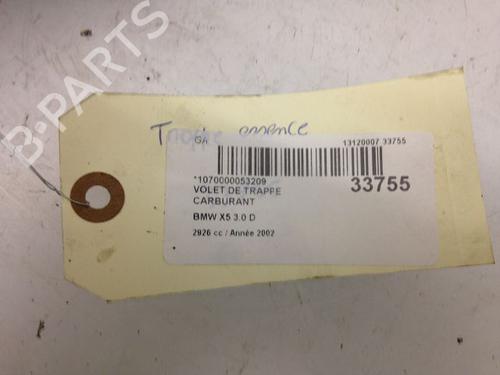 B-PARTS
Trappe essence
GA 13120007 33755
*1070000053209
VOLET DE TRAPPE
CARBURANT
33755
BMW X5 3.0 D
2926 cc / Année 2002